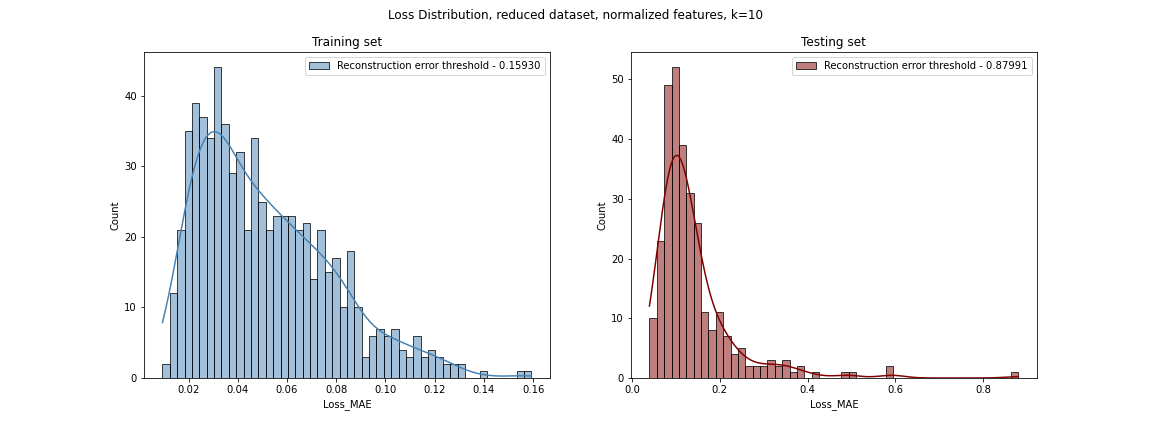 Loss Distribution, reduced dataset, normalized features, k=10
Training set
Reconstruction error threshold - 0.15930
Count
40
30
20
10
0
0.02 0.04 0.06 0.08 0.10 0.12 0.14 0.16
Loss_MAE
Testing set
Reconstruction error threshold - 0.87991
Count
50
40
30
20
10
0
0.0 0.2 0.4 0.6 0.8
Loss_MAE